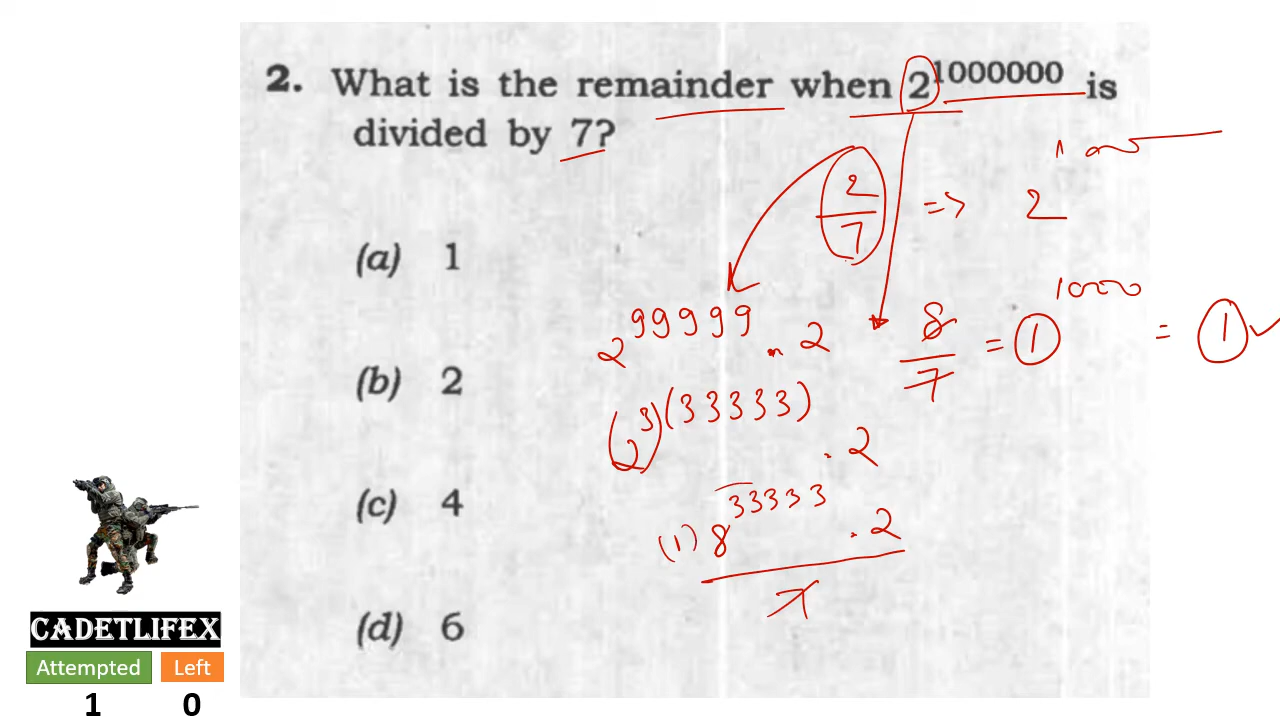 2. What is the remainder when 2^1000000 is
divided by 7?
2/7 => 2
(a) 1
2^99999 . 2
8/7 = 1^1000 = 1
(b) 2
(2^3)(33333) . 2
(c) 4
(1) 8^33333 . 2
7
(d) 6
CADETLIFEX
Attempted Left
1 0